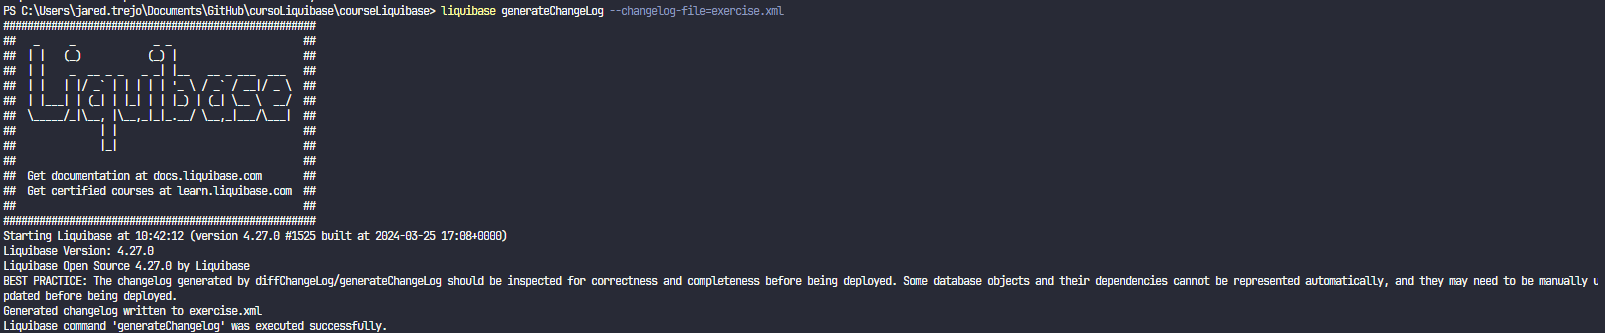 PS C:\Users\jared.trejo\Documents\GitHub\cursoLiquibase\courseLiquibase> liquibase generateChangeLog --changelog-file=exercise.xml
####################################################
##   _     _             _ _                      ##
##  | |   (_)           (_) |                     ##
##  | |    _  __ _ _   _ _| |__   __ _ ___  ___   ##
##  | |   | |/ _` | | | | | '_ \ / _` / __|/ _ \  ##
##  | |___| | (_| | |_| | | |_) | (_| \__ \  __/  ##
##  \_____/_|\__, |\__,_|_|_.__/ \__,_|___/\___|  ##
##              | |                               ##
##              |_|                               ##
##                                                ##
##  Get documentation at docs.liquibase.com       ##
##  Get certified courses at learn.liquibase.com  ##
##                                                ##
####################################################
Starting Liquibase at 10:42:12 (version 4.27.0 #1525 built at 2024-03-25 17:08+0000)
Liquibase Version: 4.27.0
Liquibase Open Source 4.27.0 by Liquibase
BEST PRACTICE: The changelog generated by diffChangeLog/generateChangeLog should be inspected for correctness and completeness before being deployed. Some database objects and their dependencies cannot be represented automatically, and they may need to be manually u
pdated before being deployed.
Generated changelog written to exercise.xml
Liquibase command 'generateChangelog' was executed successfully.